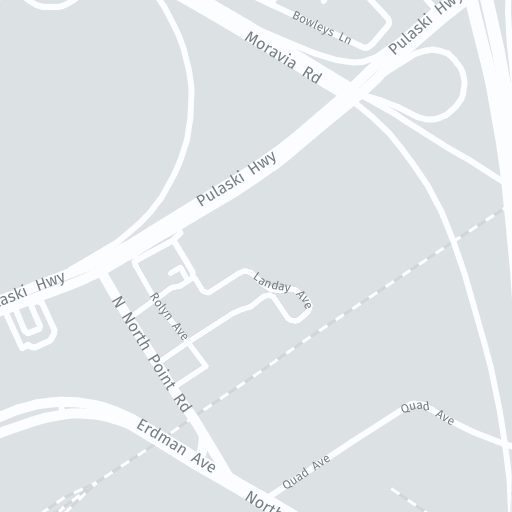 Bowleys Ln
Pulaski Hwy
Moravia Rd
Pulaski Hwy
laski Hwy
Landay Ave
Rolyn Ave
N North Point Rd
Quad Ave
Erdman Ave
Quad Ave
North